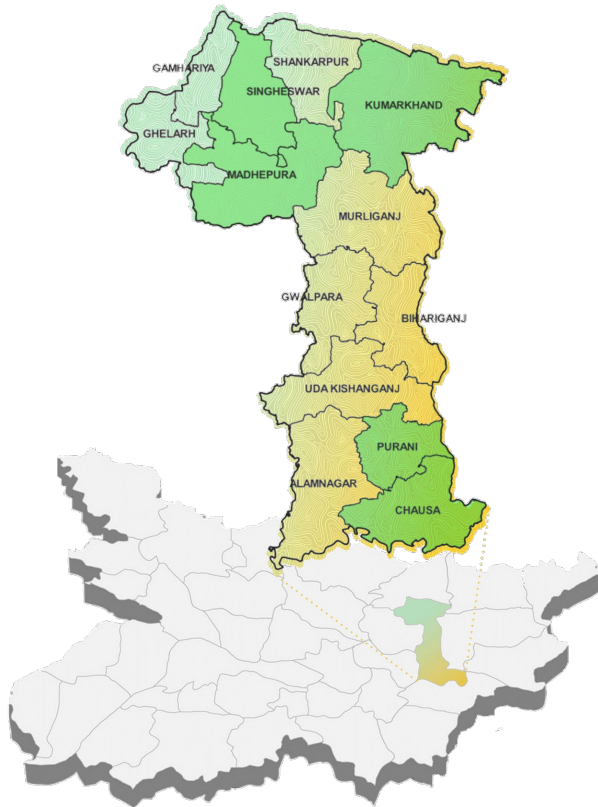 SHANKARPUR
GAMHARIYA
SINGHESWAR
KUMARKHAND
GHELARH
MADHEPURA
MURLIGANJ
GWALPARA
BIHARIGANJ
UDA KISHANGANJ
PURANI
ALAMNAGAR
CHAUSA